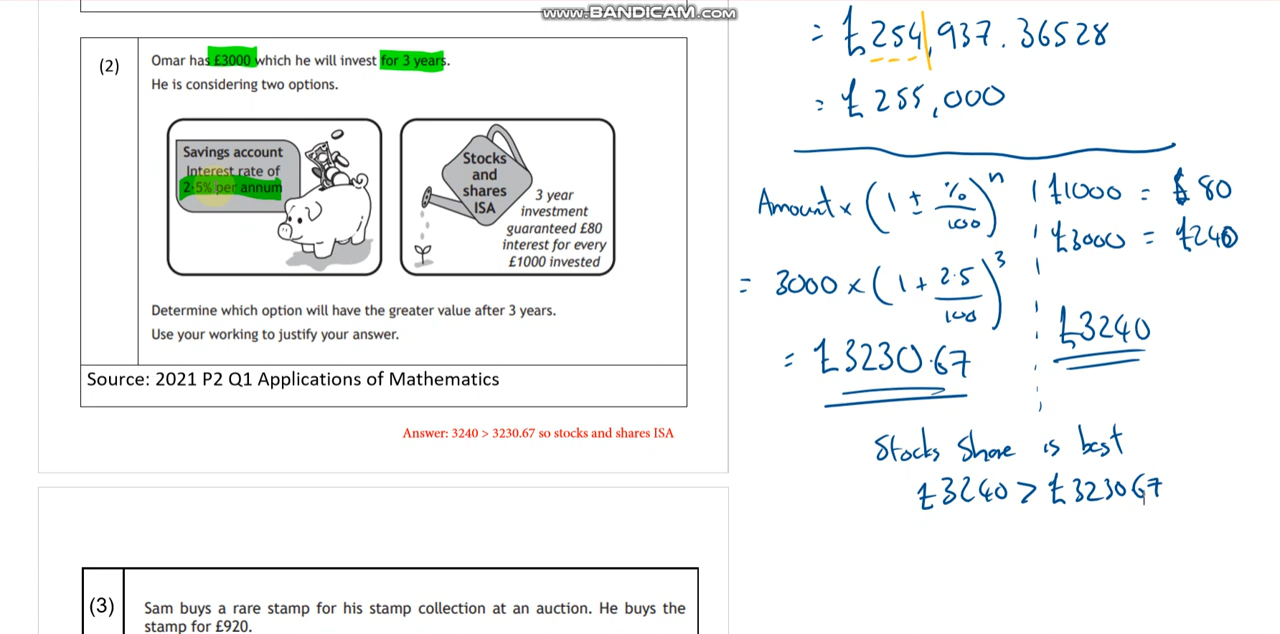 www.BANDICAM.com
(2)
Omar has £3000 which he will invest for 3 years.
He is considering two options.
Savings account
Interest rate of
2·5% per annum
Stocks
and
shares
ISA
3 year
investment
guaranteed £80
interest for every
£1000 invested
Determine which option will have the greater value after 3 years.
Use your working to justify your answer.
Source: 2021 P2 Q1 Applications of Mathematics
Answer: 3240 > 3230.67 so stocks and shares ISA
(3)
Sam buys a rare stamp for his stamp collection at an auction. He buys the
stamp for £920.
= £254,937.36528
= £255,000
Amount × (1 ± %/100)^n
= 3000 × (1 + 2.5/100)^3
= £3230.67
£1000 = £80
£3000 = £240
£3240
Stocks Share is best
£3240 > £323067